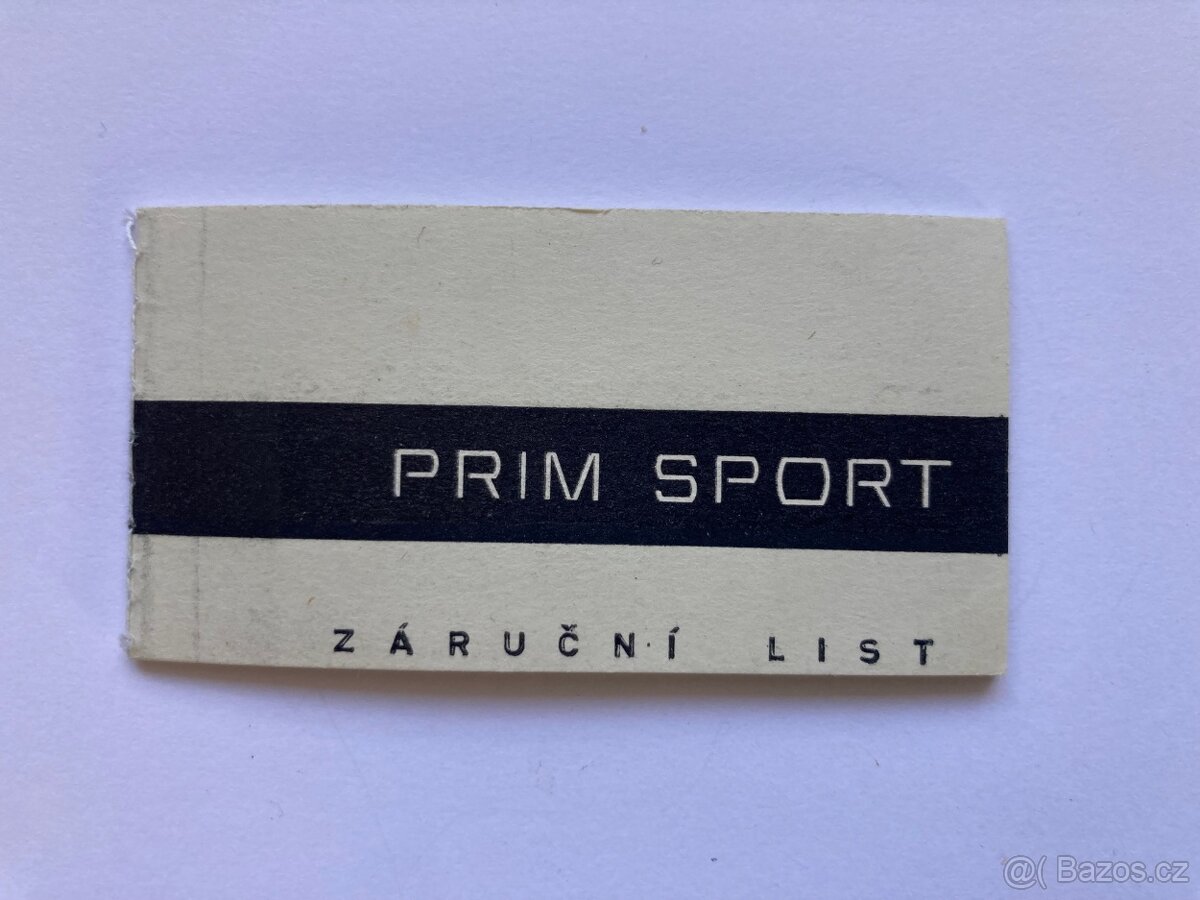 PRIM SPORT
ZÁRUČNÍ LIST
@( Bazos.cz